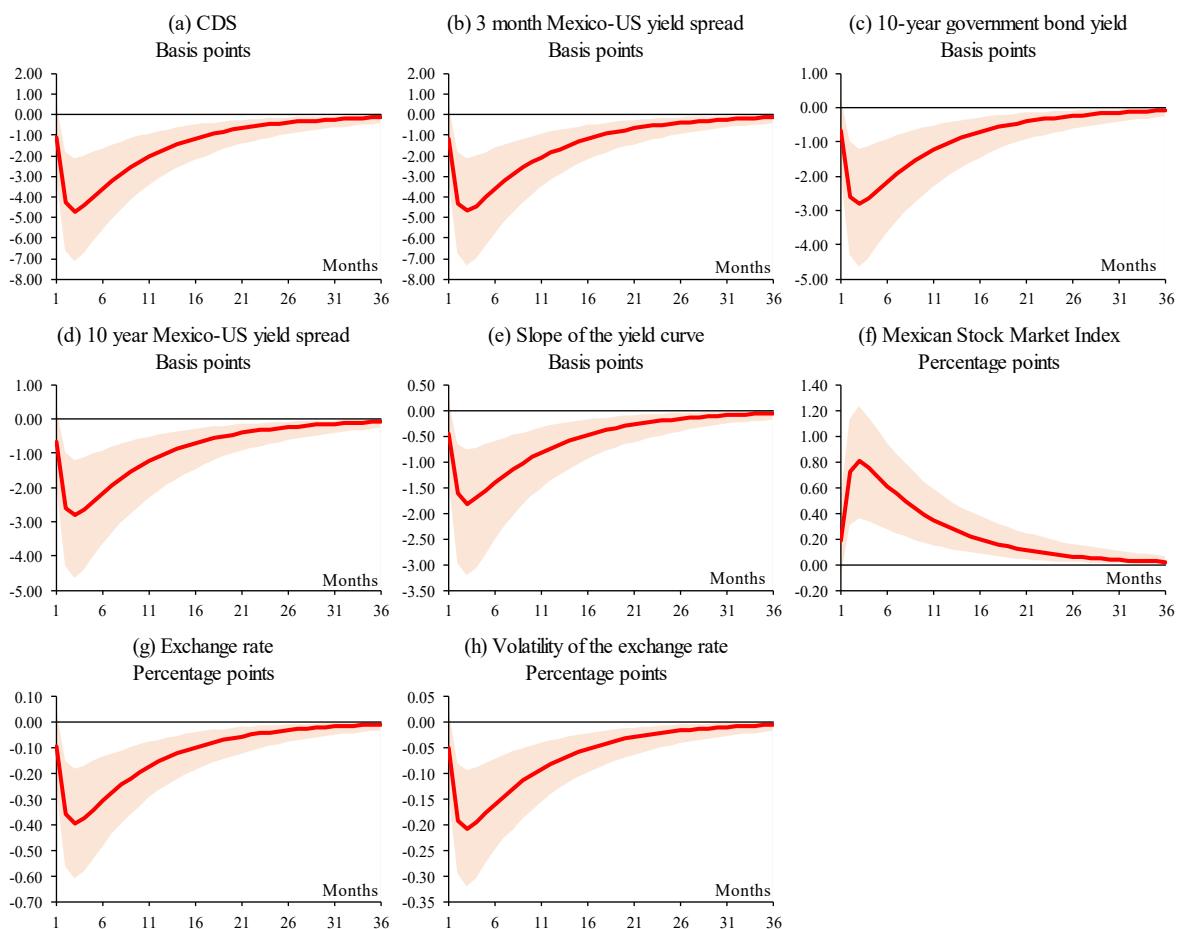 (a) CDS
Basis points
2.00
1.00
0.00
-1.00
-2.00
-3.00
-4.00
-5.00
-6.00
-7.00
-8.00
Months
1 6 11 16 21 26 31 36
(b) 3 month Mexico-US yield spread
Basis points
2.00
1.00
0.00
-1.00
-2.00
-3.00
-4.00
-5.00
-6.00
-7.00
-8.00
Months
1 6 11 16 21 26 31 36
(c) 10-year government bond yield
Basis points
1.00
0.00
-1.00
-2.00
-3.00
-4.00
-5.00
Months
1 6 11 16 21 26 31 36
(d) 10 year Mexico-US yield spread
Basis points
1.00
0.00
-1.00
-2.00
-3.00
-4.00
-5.00
Months
1 6 11 16 21 26 31 36
(e) Slope of the yield curve
Basis points
0.50
0.00
-0.50
-1.00
-1.50
-2.00
-2.50
-3.00
-3.50
Months
1 6 11 16 21 26 31 36
(f) Mexican Stock Market Index
Percentage points
1.40
1.20
1.00
0.80
0.60
0.40
0.20
0.00
-0.20
Months
1 6 11 16 21 26 31 36
(g) Exchange rate
Percentage points
0.10
0.00
-0.10
-0.20
-0.30
-0.40
-0.50
-0.60
-0.70
Months
1 6 11 16 21 26 31 36
(h) Volatility of the exchange rate
Percentage points
0.05
0.00
-0.05
-0.10
-0.15
-0.20
-0.25
-0.30
-0.35
Months
1 6 11 16 21 26 31 36